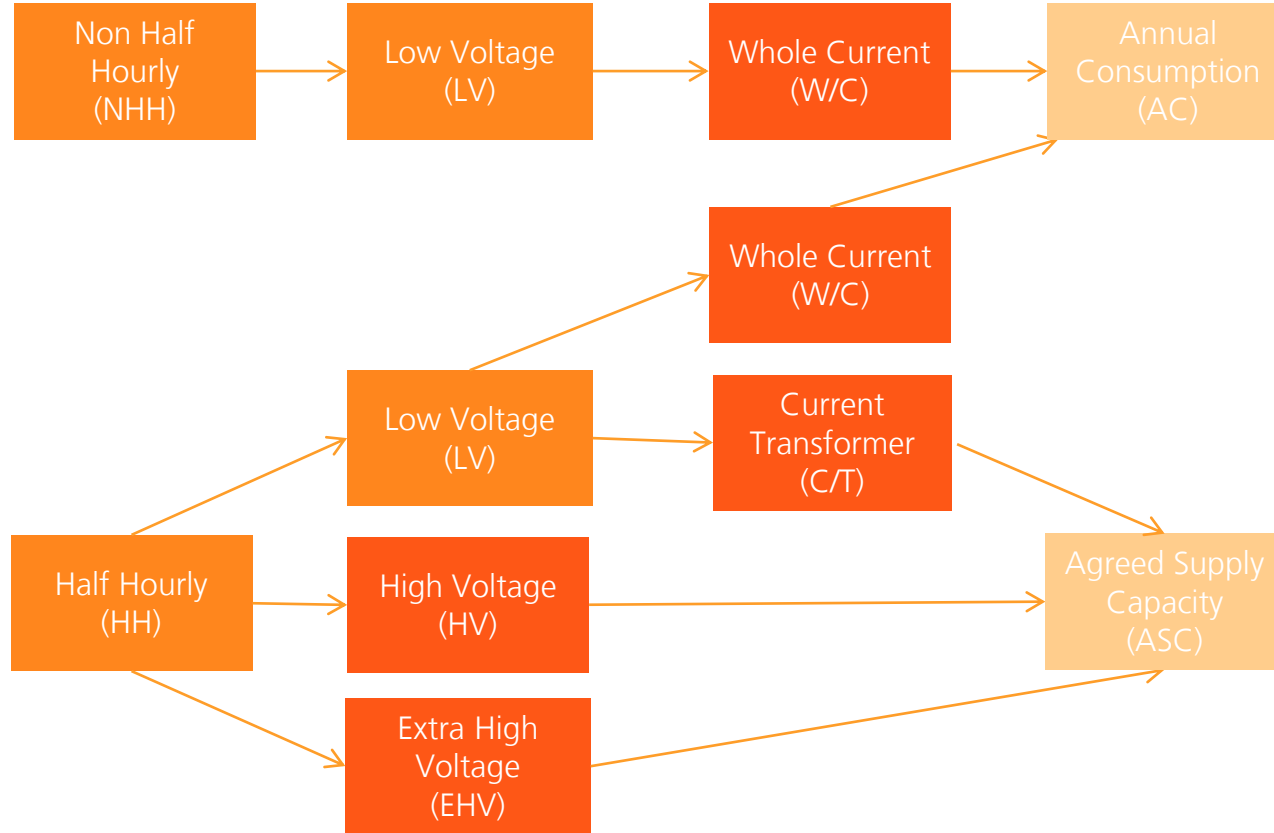 Non Half
Hourly
(NHH)
Low Voltage
(LV)
Whole Current
(W/C)
Annual
Consumption
(AC)
Whole Current
(W/C)
Low Voltage
(LV)
Current
Transformer
(C/T)
Half Hourly
(HH)
High Voltage
(HV)
Agreed Supply
Capacity
(ASC)
Extra High
Voltage
(EHV)